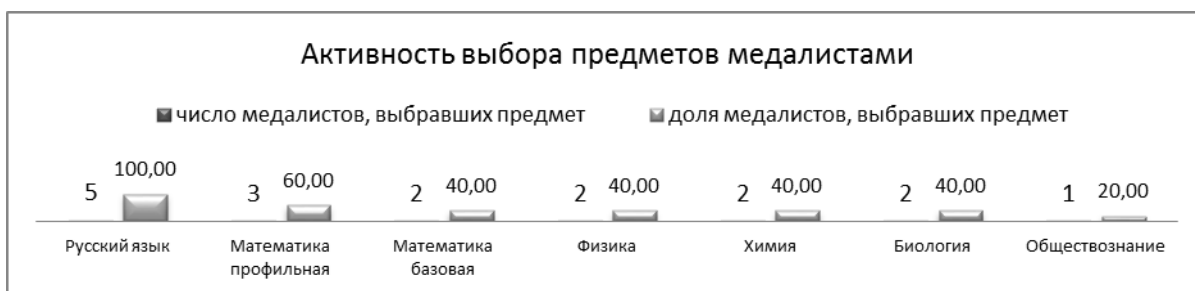 Активность выбора предметов медалистами
число медалистов, выбравших предмет доля медалистов, выбравших предмет
5 100,00 3 60,00 2 40,00 2 40,00 2 40,00 2 40,00 1 20,00
Русский язык Математика Математика Физика Химия Биология Обществознание
профильная базовая